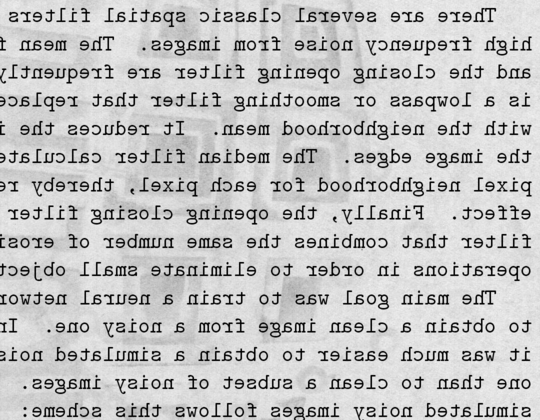 There are several classic spatial filters
high frequency noise from images. The mean f
and the closing opening filter are frequently
is a lowpass or smoothing filter that replace
with the neighborhood mean. It reduces the i
the image edges. The median filter calculate
pixel neighborhood for each pixel, thereby re
effect. Finally, the opening closing filter
filter that combines the same number of erosi
operations in order to eliminate small object
The main goal was to train a neural networ
to obtain a clean image from a noisy one. In
it was much easier to obtain a simulated nois
one than to clean a subset of noisy images.
simulated noisy images follows this scheme: